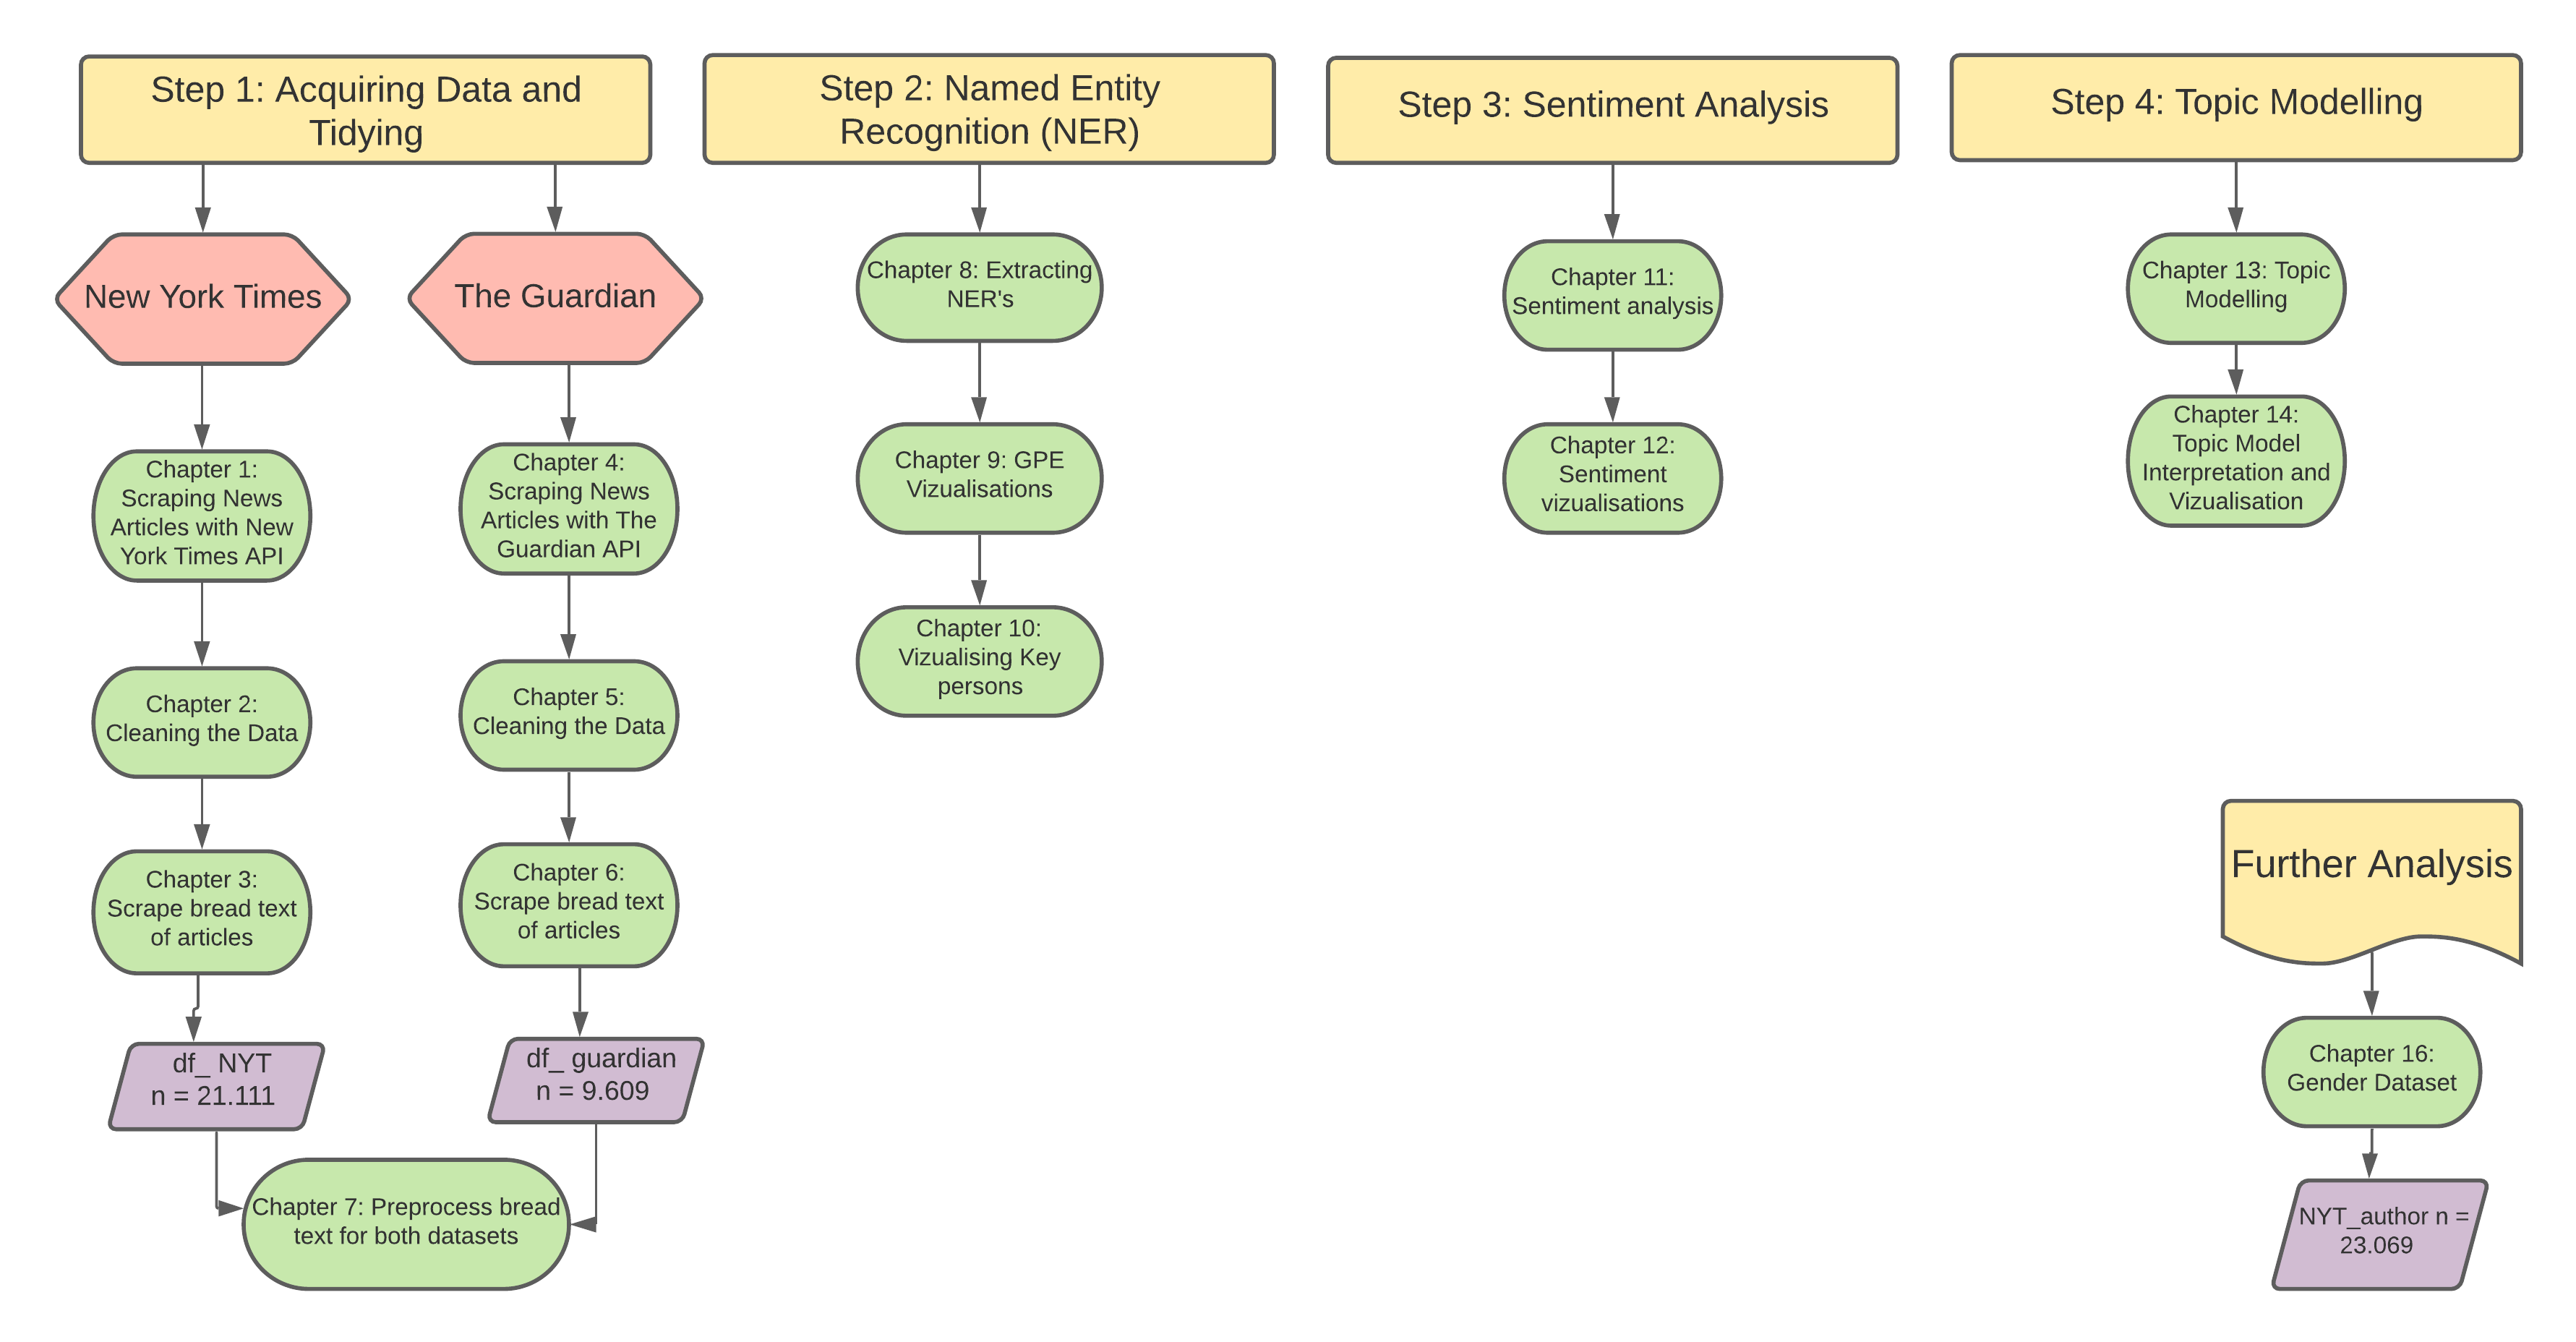 Step 1: Acquiring Data and
Tidying
New York Times
The Guardian
Chapter 1:
Scraping News
Articles with New
York Times API
Chapter 4:
Scraping News
Articles with The
Guardian API
Chapter 2:
Cleaning the Data
Chapter 5:
Cleaning the Data
Chapter 3:
Scrape bread text
of articles
Chapter 6:
Scrape bread text
of articles
df_ NYT
n = 21.111
df_ guardian
n = 9.609
Chapter 7: Preprocess bread
text for both datasets
Step 2: Named Entity
Recognition (NER)
Chapter 8: Extracting
NER's
Chapter 9: GPE
Vizualisations
Chapter 10:
Vizualising Key
persons
Step 3: Sentiment Analysis
Chapter 11:
Sentiment analysis
Chapter 12:
Sentiment
vizualisations
Step 4: Topic Modelling
Chapter 13: Topic
Modelling
Chapter 14:
Topic Model
Interpretation and
Vizualisation
Further Analysis
Chapter 16:
Gender Dataset
NYT_author n =
23.069